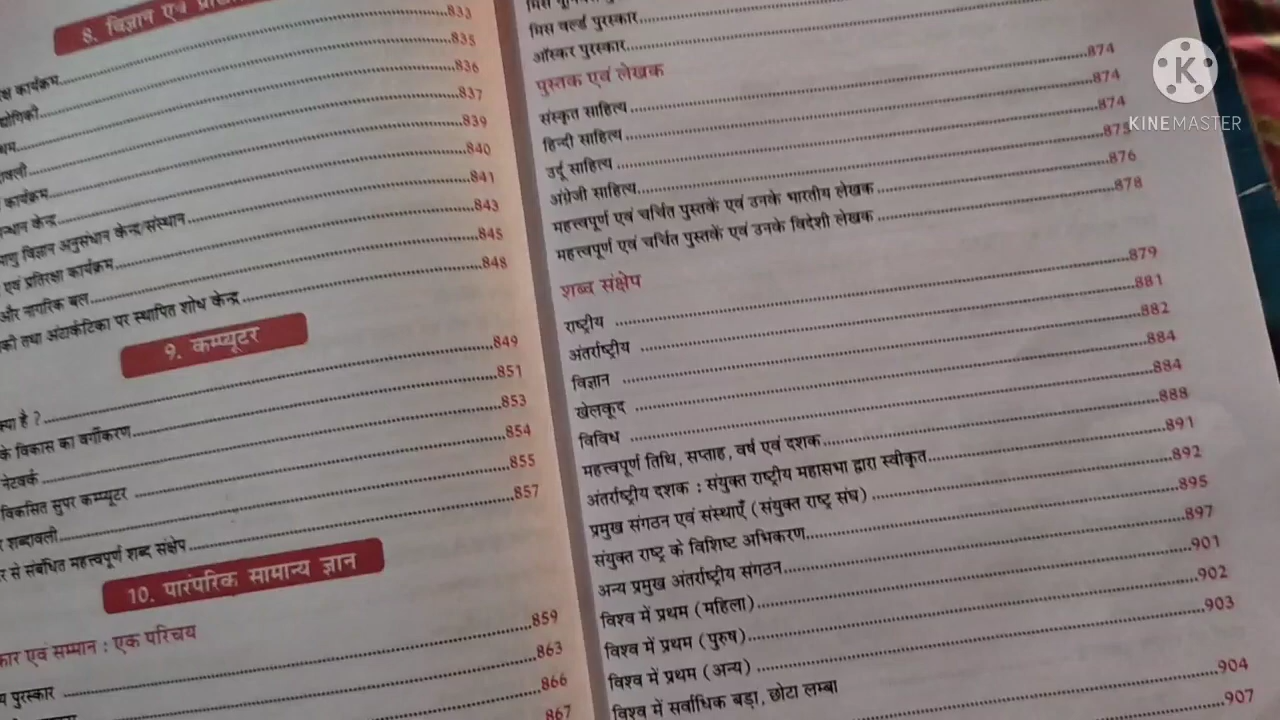 8. विज्ञान एवं
833
कार्यक्रम 835
836
837
839
कार्यक्रम 840
केन्द्र 841
विज्ञान अनुसंधान केन्द्र/संस्थान 843
एवं प्रतिरक्षा कार्यक्रम 845
और नागरिक बल 848
तथा अंटार्कटिका पर स्थापित शोध केन्द्र
9. कम्प्यूटर
क्या है ? 849
के विकास का वर्गीकरण 851
नेटवर्क 853
विकसित सुपर कम्प्यूटर 854
शब्दावली 855
से संबंधित महत्त्वपूर्ण शब्द संक्षेप 857
10. पारंपरिक सामान्य ज्ञान
एवं सम्मान : एक परिचय
पुरस्कार 859
863
866
867
मिस वर्ल्ड पुरस्कार
ऑस्कर पुरस्कार
पुस्तक एवं लेखक
संस्कृत साहित्य 874
हिन्दी साहित्य 874
उर्दू साहित्य 874
अंग्रेजी साहित्य 875
महत्त्वपूर्ण एवं चर्चित पुस्तकें एवं उनके भारतीय लेखक 876
महत्त्वपूर्ण एवं चर्चित पुस्तकें एवं उनके विदेशी लेखक 878
शब्द संक्षेप
राष्ट्रीय 879
अंतर्राष्ट्रीय 881
विज्ञान 882
खेलकूद 884
विविध 884
महत्त्वपूर्ण तिथि, सप्ताह, वर्ष एवं दशक 888
अंतर्राष्ट्रीय दशक : संयुक्त राष्ट्रीय महासभा द्वारा स्वीकृत 891
प्रमुख संगठन एवं संस्थाएँ (संयुक्त राष्ट्र संघ) 892
संयुक्त राष्ट्र के विशिष्ट अभिकरण 895
अन्य प्रमुख अंतर्राष्ट्रीय संगठन 897
विश्व में प्रथम (महिला) 901
विश्व में प्रथम (पुरुष) 902
विश्व में प्रथम (अन्य) 903
विश्व में सर्वाधिक बड़ा, छोटा लम्बा 904
907
K
KINEMASTER